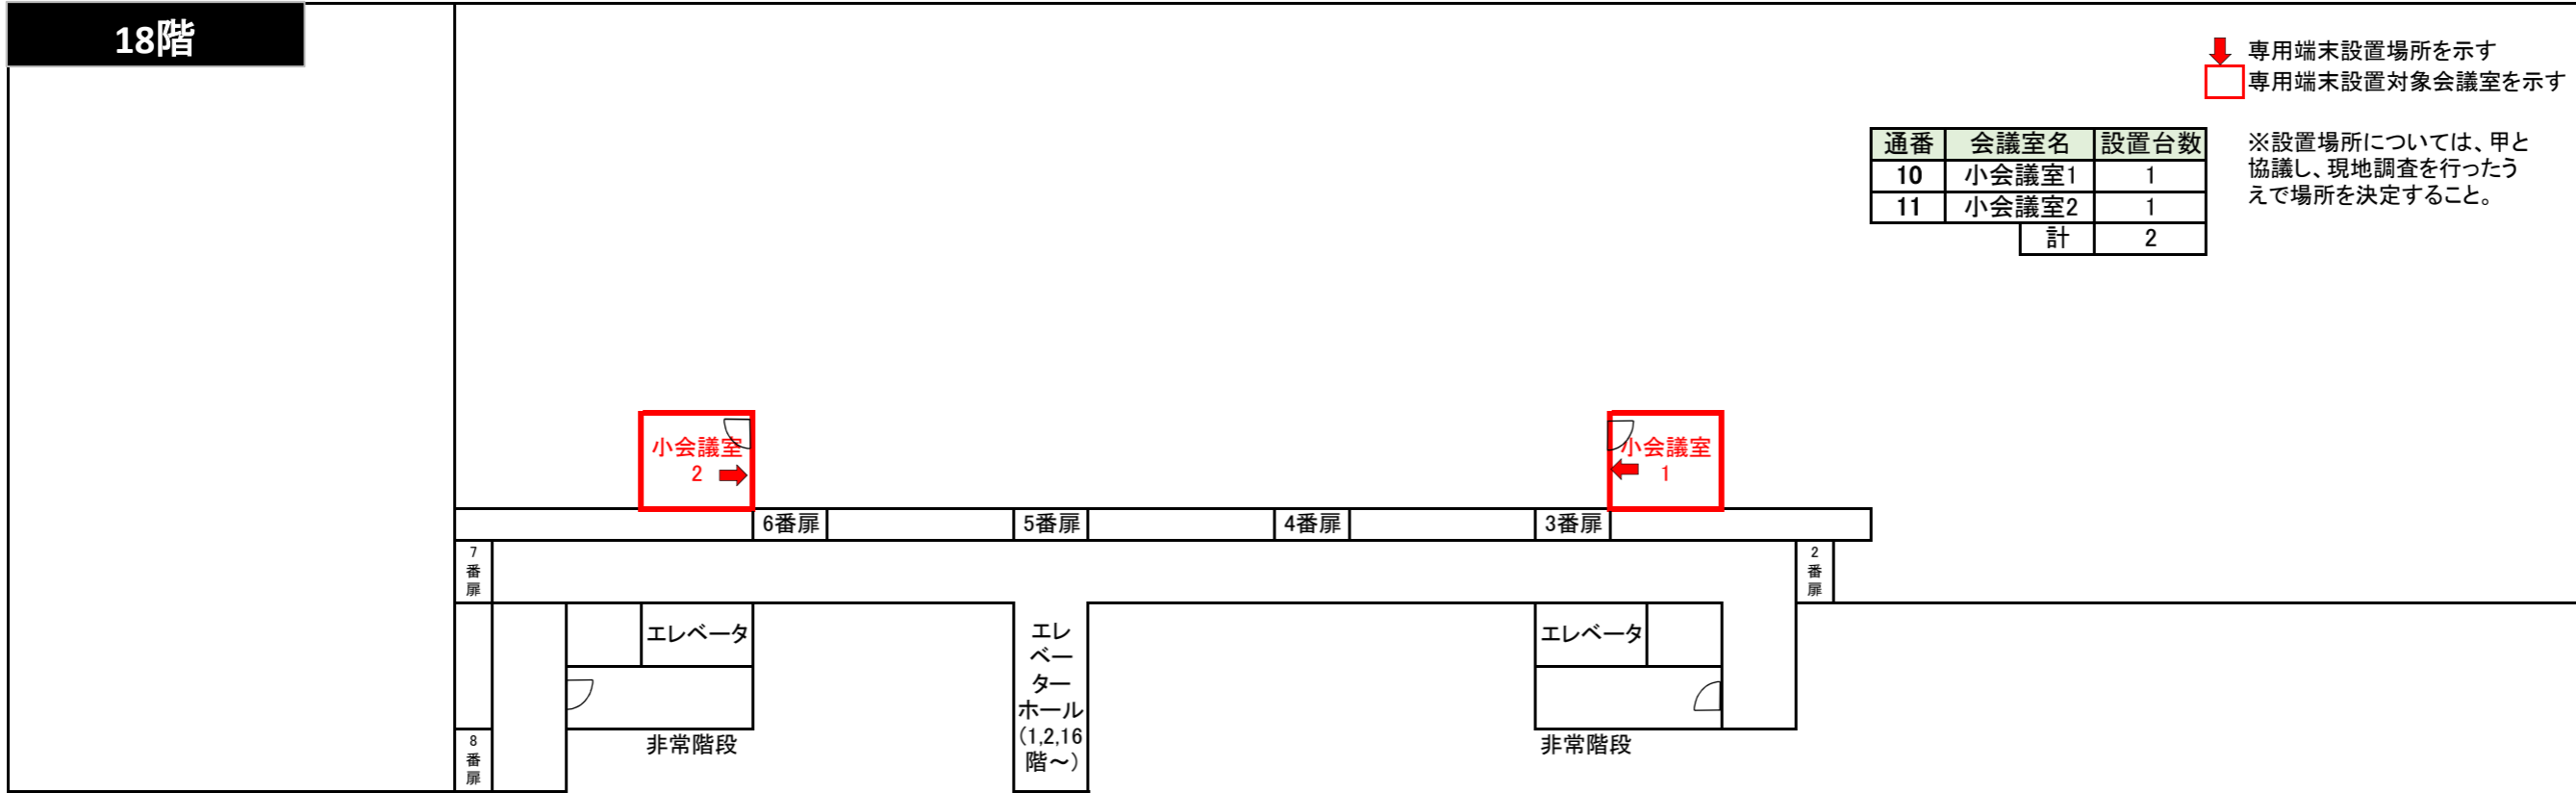 18階
専用端末設置場所を示す
専用端末設置対象会議室を示す
通番 会議室名 設置台数
10 小会議室1 1
11 小会議室2 1
計 2
※設置場所については、甲と
協議し、現地調査を行ったう
えで場所を決定すること。
小会議室
2
小会議室
1
6番扉
5番扉
4番扉
3番扉
7
番
扉
2
番
扉
エレベータ
エレ
ベー
ター
ホール
(1,2,16
階～)
エレベータ
非常階段
非常階段
8
番
扉